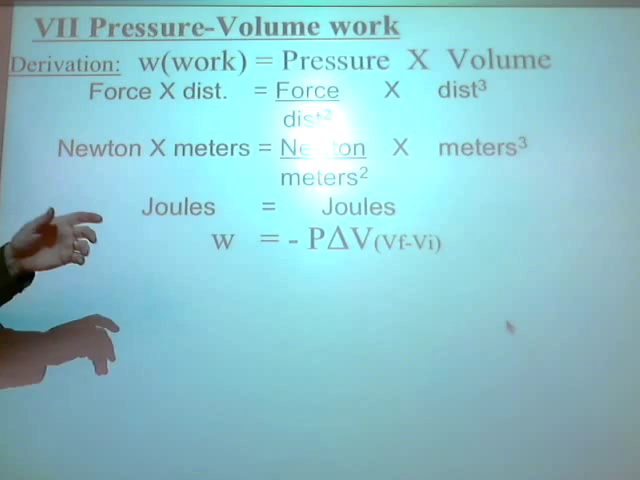 VII Pressure-Volume work
Derivation: w(work) = Pressure X Volume
Force X dist. = Force X dist³
dist²
Newton X meters = Newton X meters³
meters²
Joules = Joules
w = - PΔV(Vf-Vi)